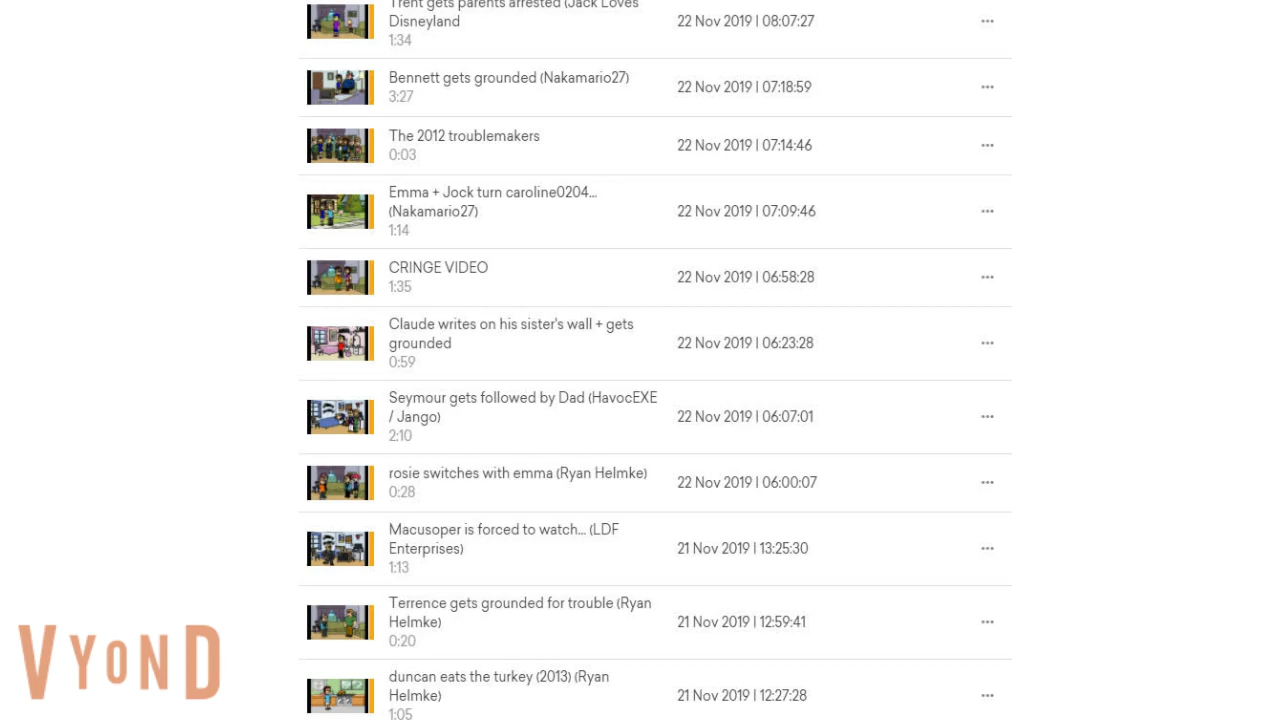 Trent gets parents arrested (Jack Loves
Disneyland
1:34
22 Nov 2019 | 08:07:27
Bennett gets grounded (Nakamario27)
3:27
22 Nov 2019 | 07:18:59
The 2012 troublemakers
0:03
22 Nov 2019 | 07:14:46
Emma + Jock turn caroline0204...
(Nakamario27)
1:14
22 Nov 2019 | 07:09:46
CRINGE VIDEO
1:35
22 Nov 2019 | 06:58:28
Claude writes on his sister's wall + gets
grounded
0:59
22 Nov 2019 | 06:23:28
Seymour gets followed by Dad (HavocEXE
/ Jango)
2:10
22 Nov 2019 | 06:07:01
rosie switches with emma (Ryan Helmke)
0:28
22 Nov 2019 | 06:00:07
Macusoper is forced to watch... (LDF
Enterprises)
1:13
21 Nov 2019 | 13:25:30
Terrence gets grounded for trouble (Ryan
Helmke)
0:20
21 Nov 2019 | 12:59:41
duncan eats the turkey (2013) (Ryan
Helmke)
1:05
21 Nov 2019 | 12:27:28
VYOND